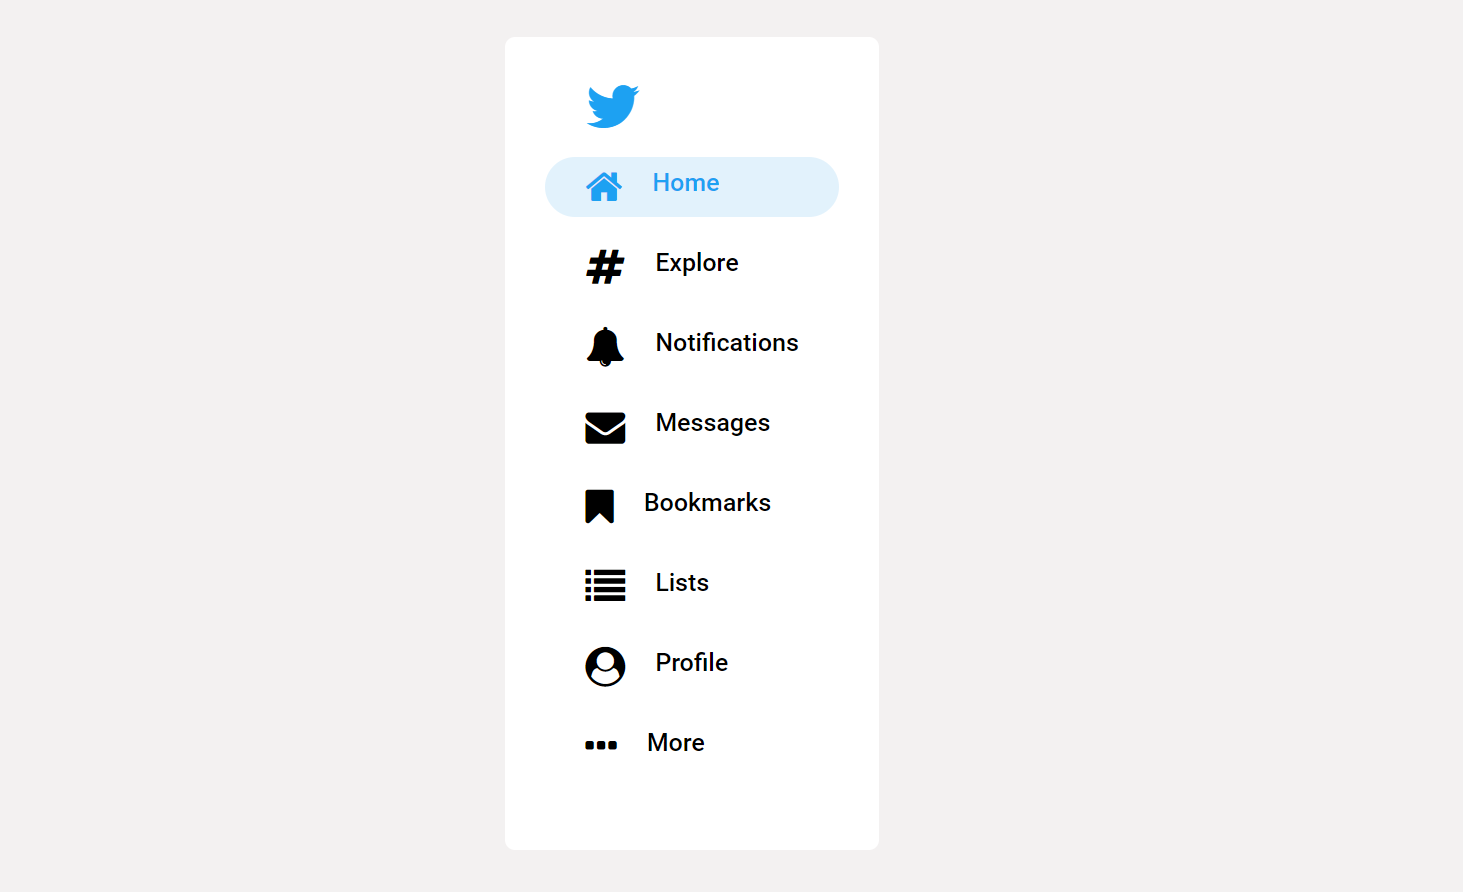 Home
Explore
Notifications
Messages
Bookmarks
Lists
Profile
More